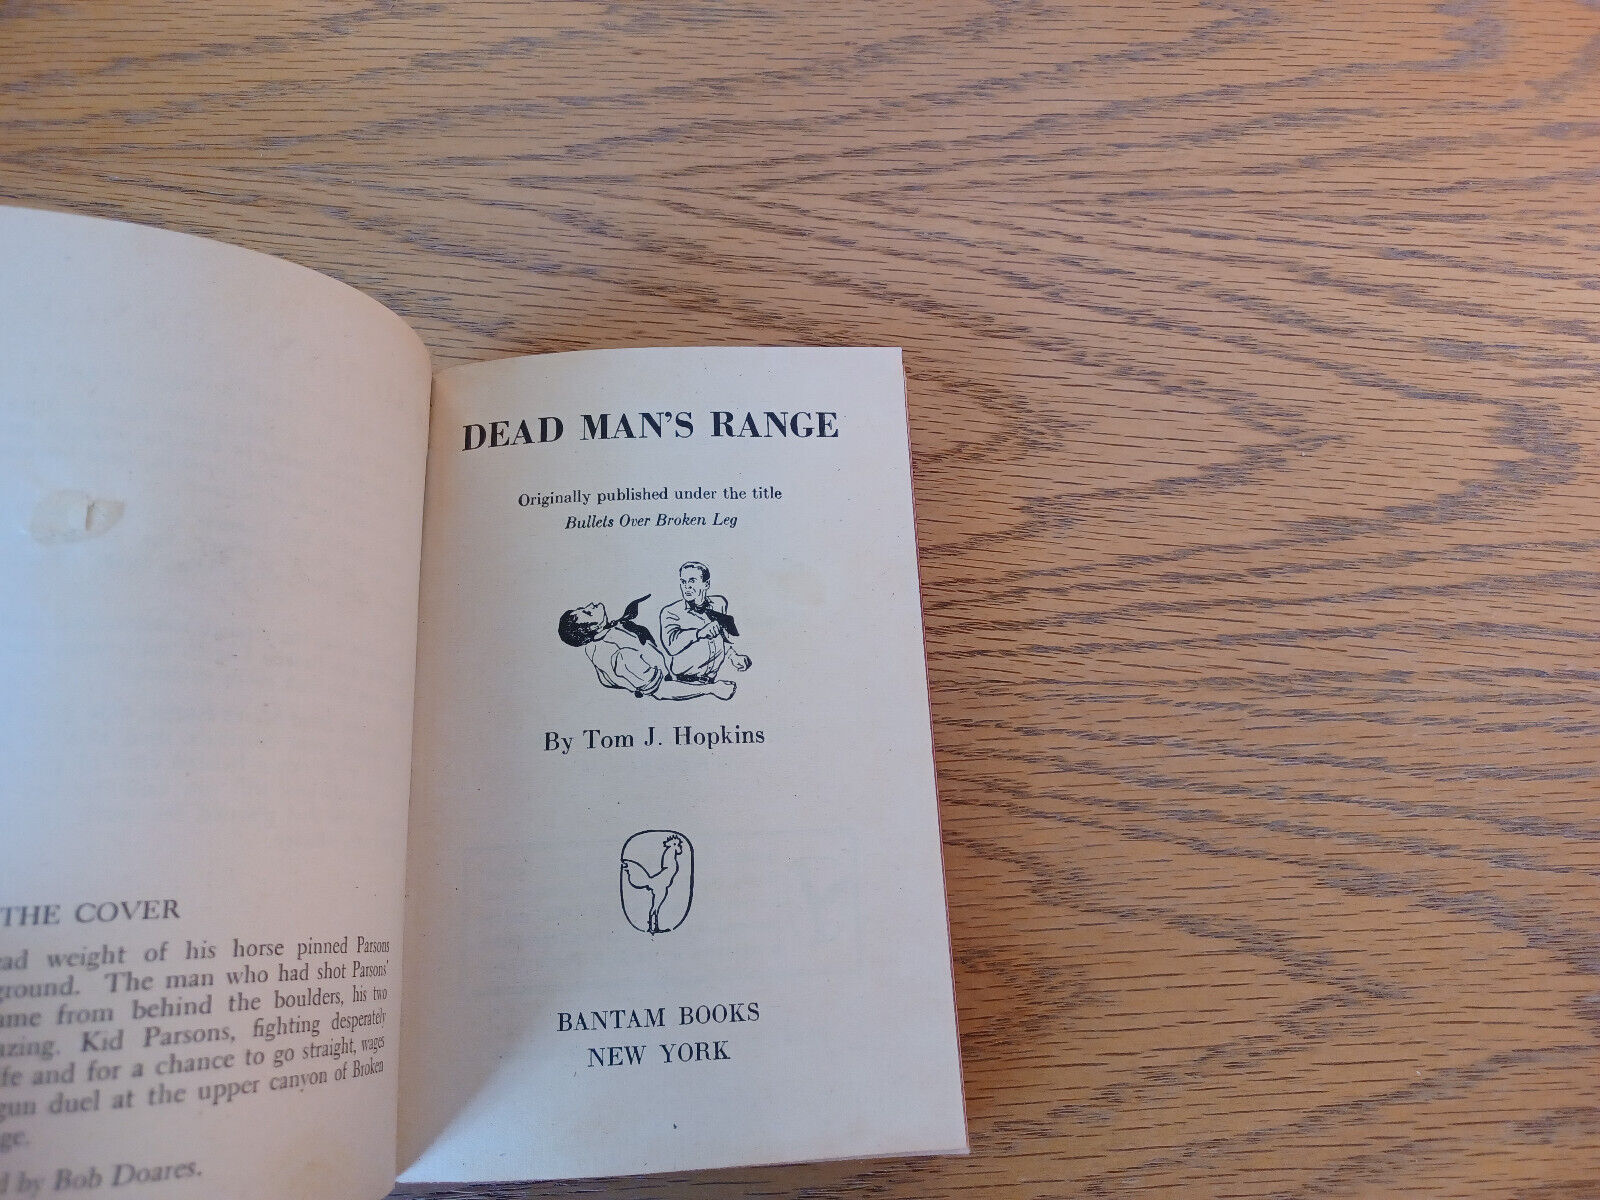 THE COVER
weight of his horse pinned Parsons
ground. The man who had shot Parsons'
from behind the boulders, his two
Kid Parsons, fighting desperately
and for a chance to go straight, wages
gun duel at the upper canyon of Broken
by Bob Doares.
DEAD MAN'S RANGE
Originally published under the title
Bullets Over Broken Leg
By Tom J. Hopkins
BANTAM BOOKS
NEW YORK